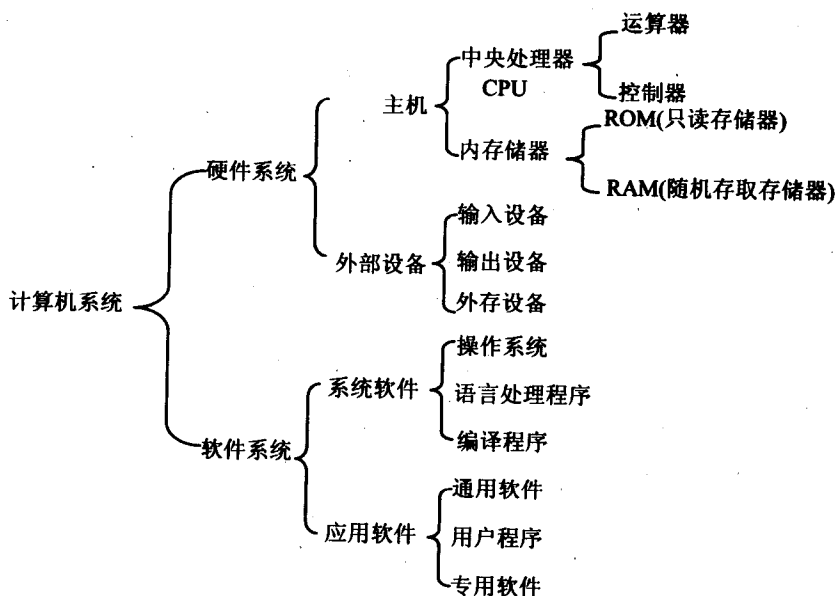 运算器
中央处理器
CPU
主机
控制器
ROM(只读存储器)
内存储器
硬件系统
RAM(随机存取存储器)
输入设备
外部设备
输出设备
计算机系统
外存设备
操作系统
系统软件
语言处理程序
软件系统
编译程序
通用软件
应用软件
用户程序
专用软件